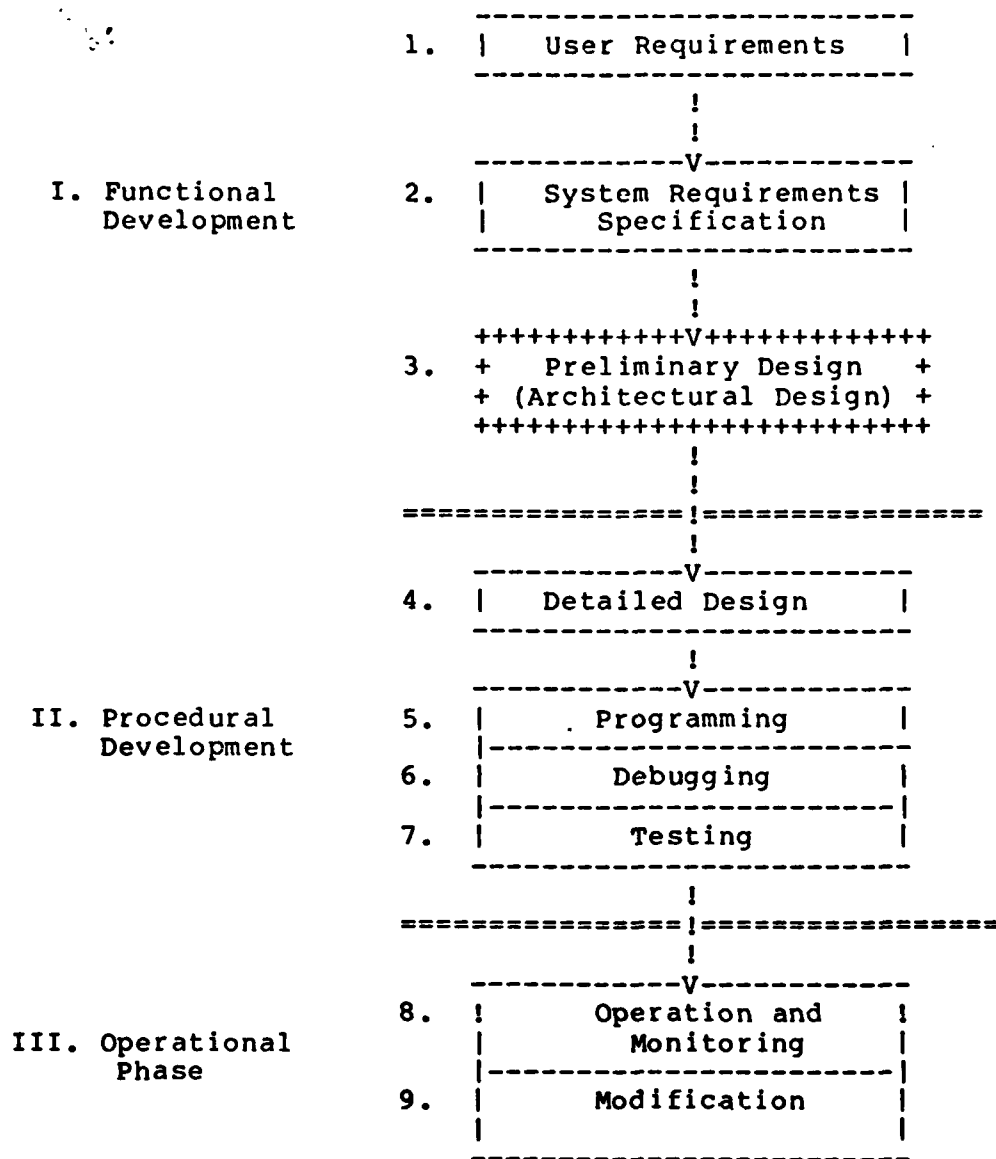 1. | User Requirements |
I. Functional 2. | System Requirements |
Development | Specification |
3. + Preliminary Design +
+ (Architectural Design) +
4. | Detailed Design |
II. Procedural 5. | Programming |
Development
6. | Debugging |
7. | Testing |
8. ! Operation and !
III. Operational | Monitoring |
Phase
9. | Modification |